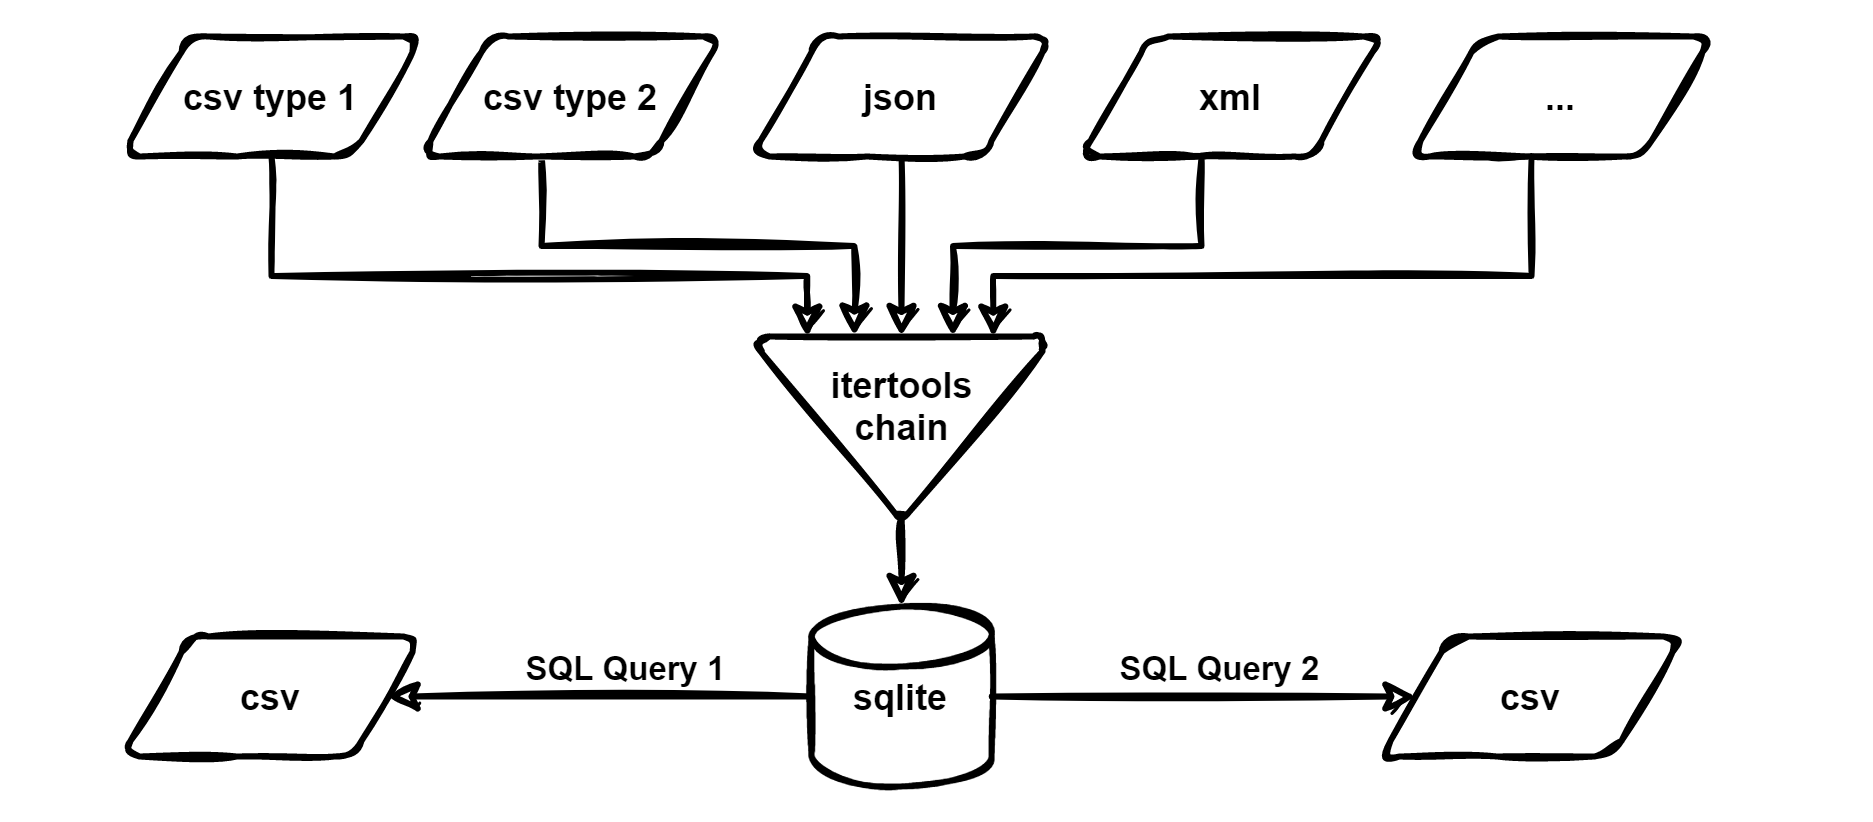 csv type 1
csv type 2
json
xml
...
itertools
chain
SQL Query 1
SQL Query 2
csv
sqlite
csv